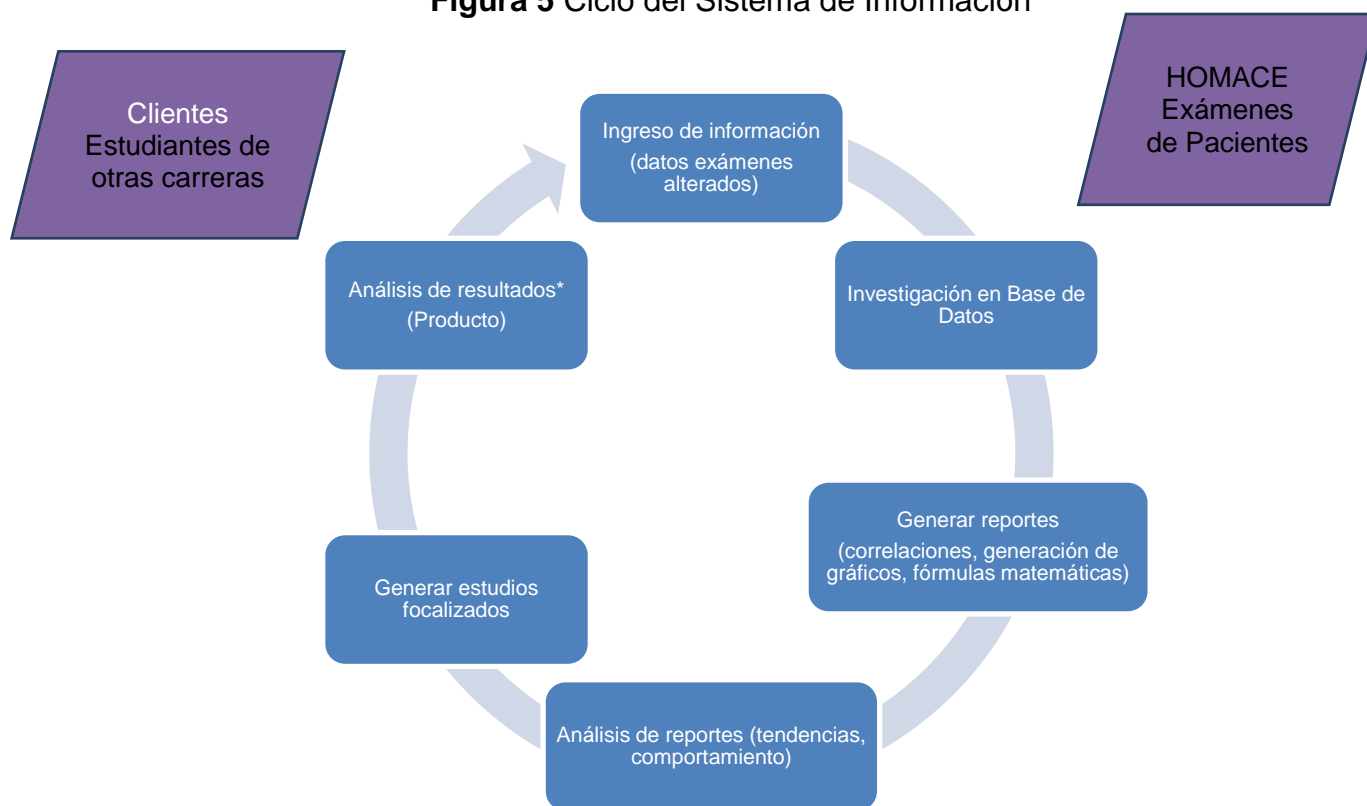 Figura 5 Ciclo del Sistema de Información
Clientes
Estudiantes de
otras carreras
HOMACE
Exámenes
de Pacientes
Ingreso de información
(datos exámenes
alterados)
Investigación en Base de
Datos
Generar reportes
(correlaciones, generación de
gráficos, fórmulas matemáticas)
Análisis de reportes (tendencias,
comportamiento)
Generar estudios
focalizados
Análisis de resultados*
(Producto)